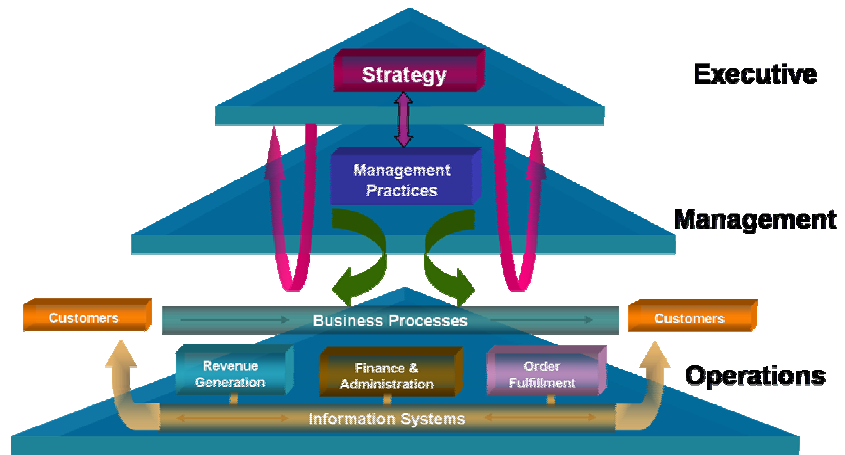 Strategy
Executive
Management
Practices
Management
Customers
Business Processes
Customers
Revenue
Generation
Finance &
Administration
Order
Fulfillment
Operations
Information Systems